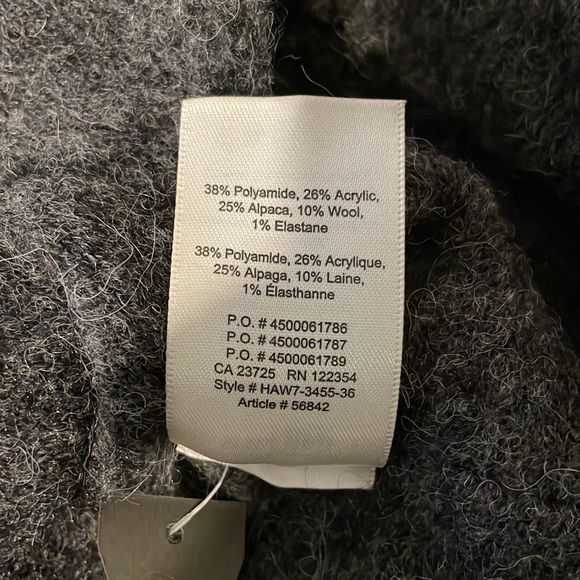 38% Polyamide, 26% Acrylic,
25% Alpaca, 10% Wool,
1% Elastane
38% Polyamide, 26% Acrylique,
25% Alpaga, 10% Laine,
1% Élasthanne
P.O. # 4500061786
P.O. # 4500061787
P.O. # 4500061789
CA 23725 RN 122354
Style # HAW7-3455-36
Article # 56842